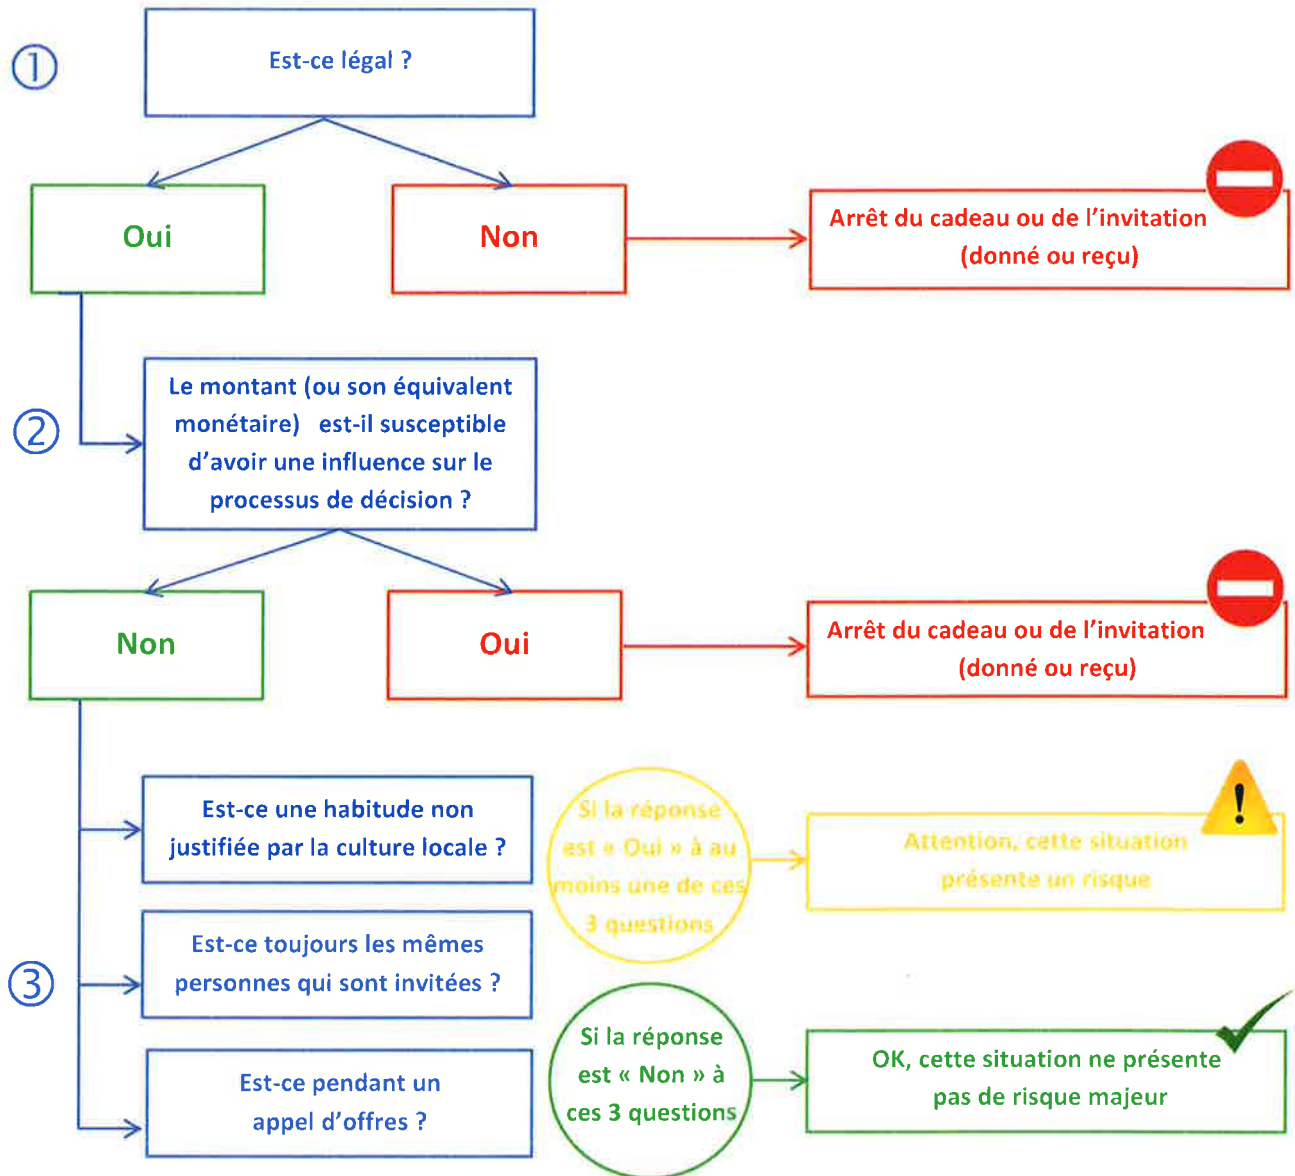 ①
Est-ce légal ?
Oui
Non
Arrêt du cadeau ou de l'invitation
(donné ou reçu)
②
Le montant (ou son équivalent
monétaire) est-il susceptible
d'avoir une influence sur le
processus de décision ?
Non
Oui
Arrêt du cadeau ou de l'invitation
(donné ou reçu)
③
Est-ce une habitude non
justifiée par la culture locale ?
Est-ce toujours les mêmes
personnes qui sont invitées ?
Est-ce pendant un
appel d'offres ?
Si la réponse
est « Oui » à au
moins une de ces
3 questions
Attention, cette situation
présente un risque
Si la réponse
est « Non » à
ces 3 questions
OK, cette situation ne présente
pas de risque majeur